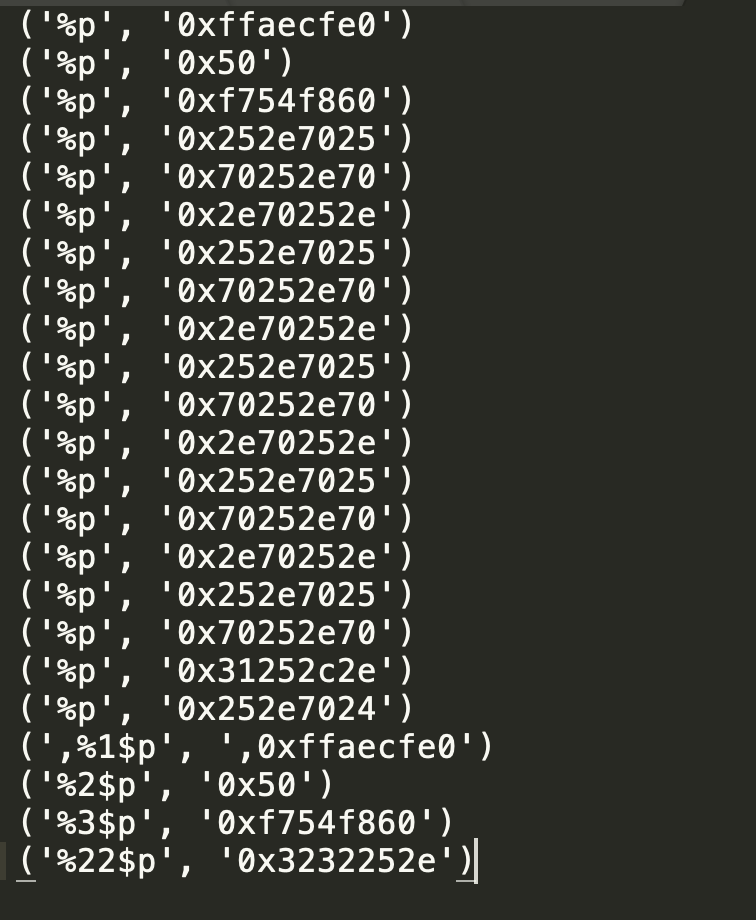 ('%p', '0xffaecfe0')
('%p', '0x50')
('%p', '0xf754f860')
('%p', '0x252e7025')
('%p', '0x70252e70')
('%p', '0x2e70252e')
('%p', '0x252e7025')
('%p', '0x70252e70')
('%p', '0x2e70252e')
('%p', '0x252e7025')
('%p', '0x70252e70')
('%p', '0x2e70252e')
('%p', '0x252e7025')
('%p', '0x70252e70')
('%p', '0x2e70252e')
('%p', '0x252e7025')
('%p', '0x70252e70')
('%p', '0x31252c2e')
('%p', '0x252e7024')
(',%1$p', ',0xffaecfe0')
('%2$p', '0x50')
('%3$p', '0xf754f860')
('%22$p', '0x3232252e')